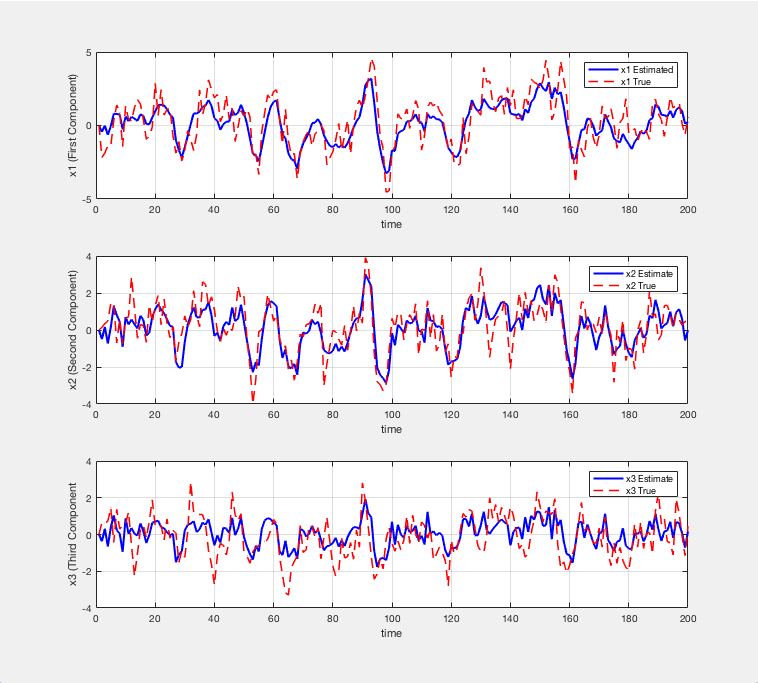 5
0
-5
x1 (First Component)
x1 Estimated
x1 True
0 20 40 60 80 100 120 140 160 180 200
time
4
2
0
-2
-4
x2 (Second Component)
x2 Estimate
x2 True
0 20 40 60 80 100 120 140 160 180 200
time
4
2
0
-2
-4
x3 (Third Component
x3 Estimate
x3 True
0 20 40 60 80 100 120 140 160 180 200
time